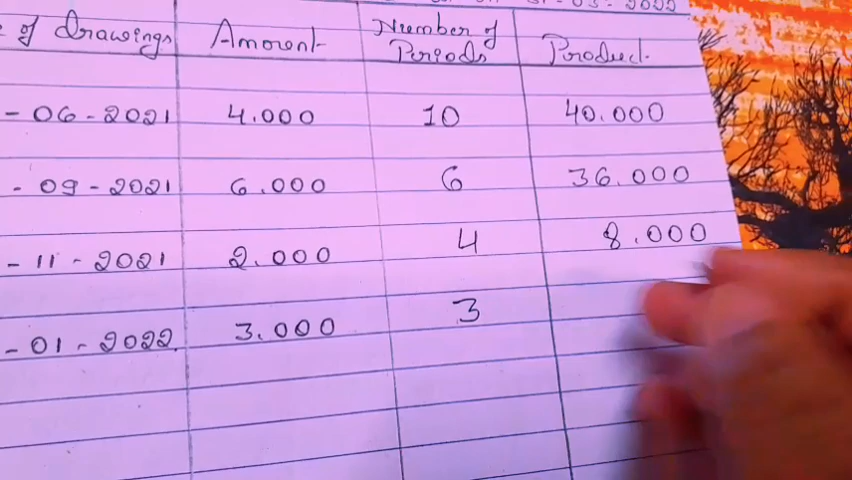 of drawings Amount Number of Periods Product
- 06 - 2021 4.000 10 40.000
- 09 - 2021 6.000 6 36.000
- 11 - 2021 2.000 4 8.000
- 01 - 2022 3.000 3